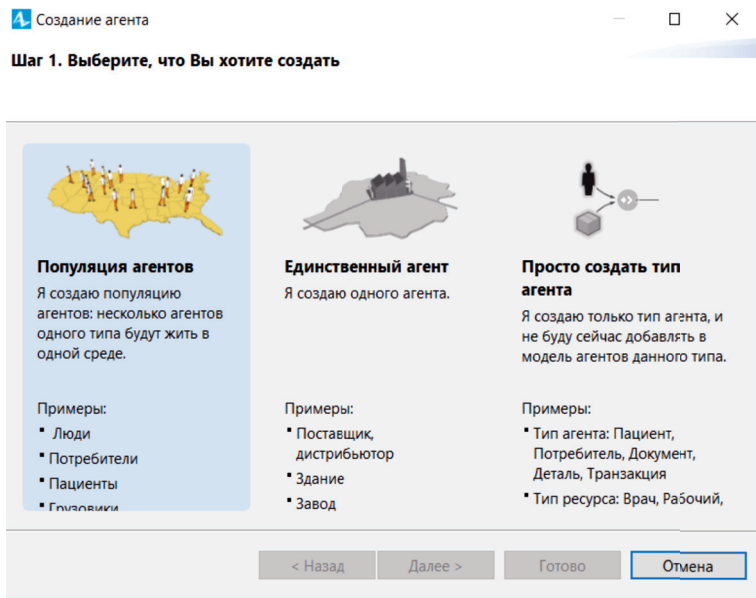 Создание агента
Шаг 1. Выберите, что Вы хотите создать
Популяция агентов
Я создаю популяцию
агентов: несколько агентов
одного типа будут жить в
одной среде.
Примеры:
▪ Люди
▪ Потребители
▪ Пациенты
▪ Грузовики
Единственный агент
Я создаю одного агента.
Примеры:
▪ Поставщик,
дистрибьютор
▪ Здание
▪ Завод
Просто создать тип
агента
Я создаю только тип агента, и
не буду сейчас добавлять в
модель агентов данного типа.
Примеры:
▪ Тип агента: Пациент,
Потребитель, Документ,
Деталь, Транзакция
▪ Тип ресурса: Врач, Рабочий,
< Назад
Далее >
Готово
Отмена